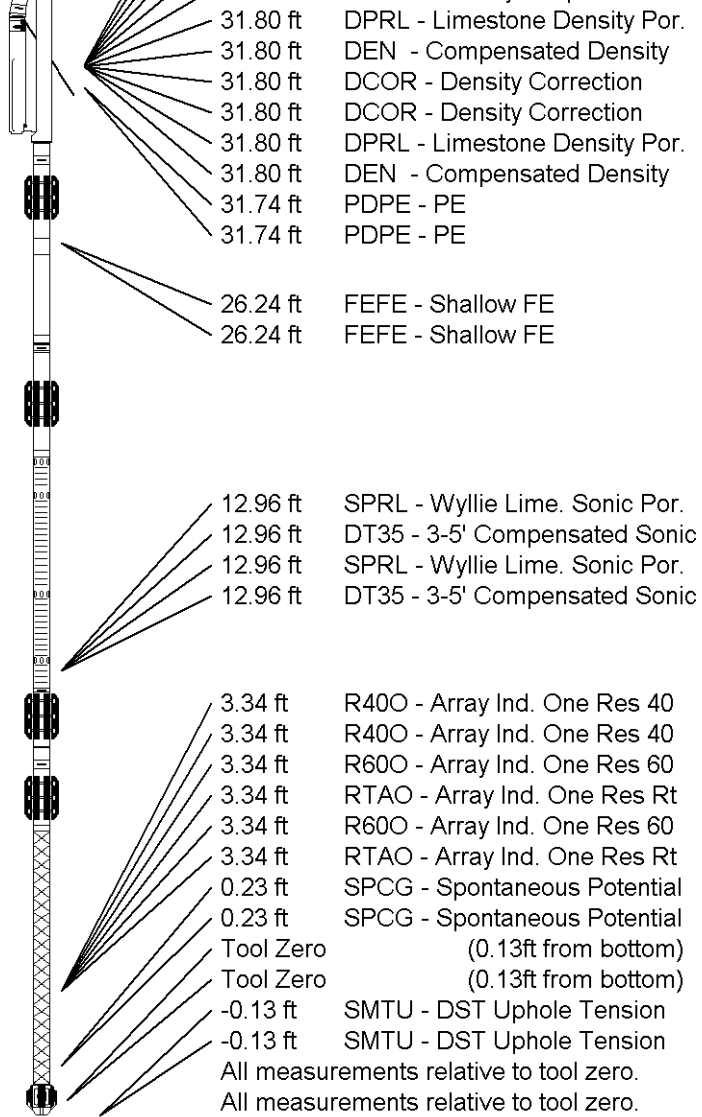 31.80 ft DPRL - Limestone Density Por.
31.80 ft DEN - Compensated Density
31.80 ft DCOR - Density Correction
31.80 ft DCOR - Density Correction
31.80 ft DPRL - Limestone Density Por.
31.80 ft DEN - Compensated Density
31.74 ft PDPE - PE
31.74 ft PDPE - PE
26.24 ft FEFE - Shallow FE
26.24 ft FEFE - Shallow FE
12.96 ft SPRL - Wyllie Lime. Sonic Por.
12.96 ft DT35 - 3-5' Compensated Sonic
12.96 ft SPRL - Wyllie Lime. Sonic Por.
12.96 ft DT35 - 3-5' Compensated Sonic
3.34 ft R40O - Array Ind. One Res 40
3.34 ft R40O - Array Ind. One Res 40
3.34 ft R60O - Array Ind. One Res 60
3.34 ft RTAO - Array Ind. One Res Rt
3.34 ft R60O - Array Ind. One Res 60
3.34 ft RTAO - Array Ind. One Res Rt
0.23 ft SPCG - Spontaneous Potential
0.23 ft SPCG - Spontaneous Potential
Tool Zero (0.13ft from bottom)
Tool Zero (0.13ft from bottom)
-0.13 ft SMTU - DST Uphole Tension
-0.13 ft SMTU - DST Uphole Tension
All measurements relative to tool zero.
All measurements relative to tool zero.